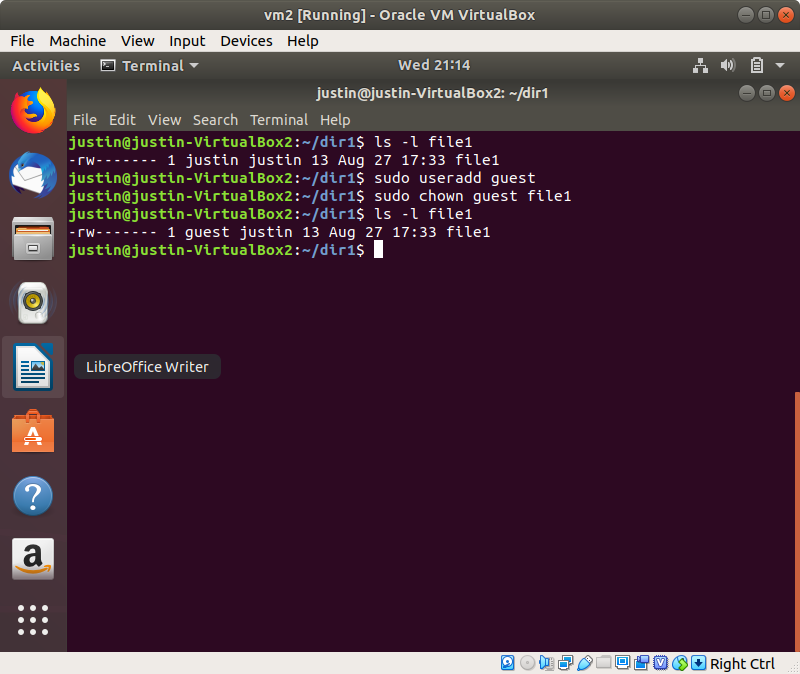 vm2 [Running] - Oracle VM VirtualBox
File Machine View Input Devices Help
Activities Terminal Wed 21:14
justin@justin-VirtualBox2: ~/dir1
File Edit View Search Terminal Help
justin@justin-VirtualBox2:~/dir1$ ls -l file1
-rw------- 1 justin justin 13 Aug 27 17:33 file1
justin@justin-VirtualBox2:~/dir1$ sudo useradd guest
justin@justin-VirtualBox2:~/dir1$ sudo chown guest file1
justin@justin-VirtualBox2:~/dir1$ ls -l file1
-rw------- 1 guest justin 13 Aug 27 17:33 file1
justin@justin-VirtualBox2:~/dir1$
LibreOffice Writer
A
?
a
Right Ctrl